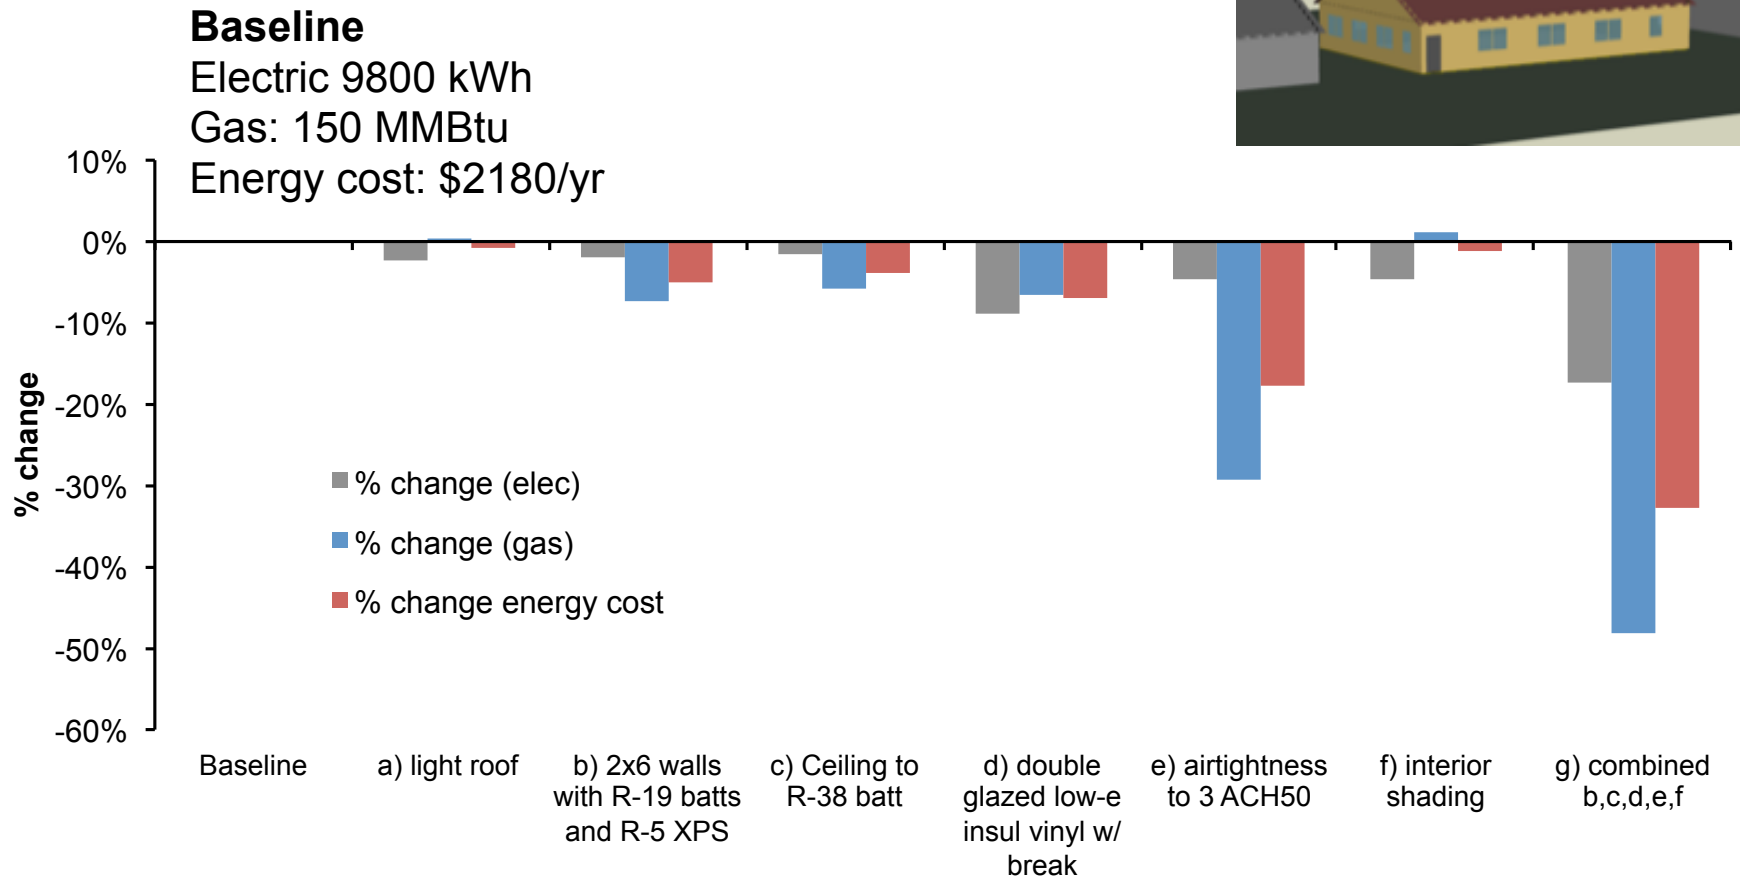 Baseline
Electric 9800 kWh
Gas: 150 MMBtu
Energy cost: $2180/yr
10%
0%
-10%
-20%
-30%
-40%
-50%
-60%
% change
% change (elec)
% change (gas)
% change energy cost
Baseline
a) light roof
b) 2x6 walls
with R-19 batts
and R-5 XPS
c) Ceiling to
R-38 batt
d) double
glazed low-e
insul vinyl w/
break
e) airtightness
to 3 ACH50
f) interior
shading
g) combined
b,c,d,e,f